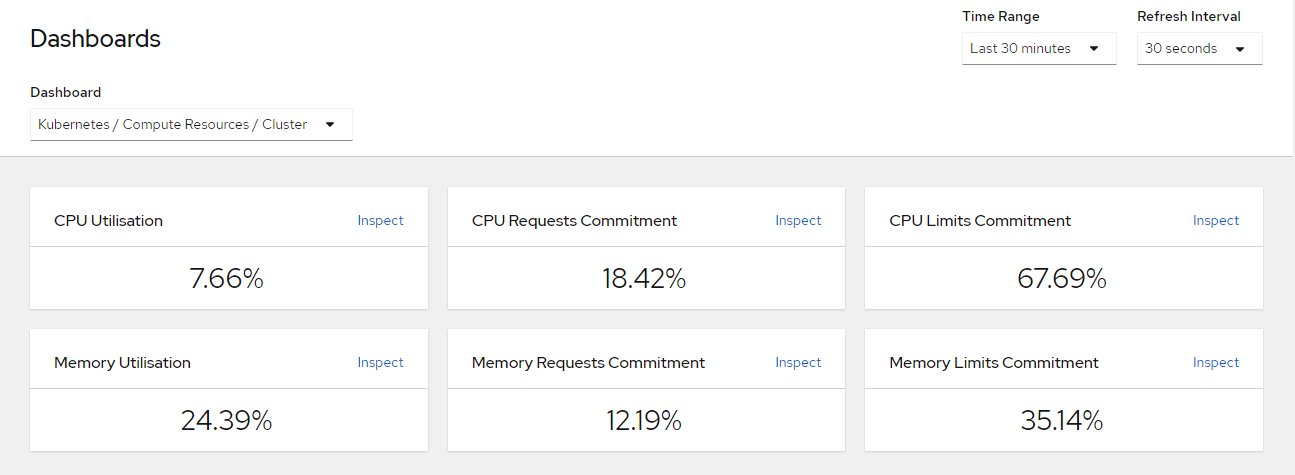 Dashboards
Time Range
Refresh Interval
Last 30 minutes
30 seconds
Dashboard
Kubernetes / Compute Resources / Cluster
CPU Utilisation
Inspect
CPU Requests Commitment
Inspect
CPU Limits Commitment
Inspect
7.66%
18.42%
67.69%
Memory Utilisation
Inspect
Memory Requests Commitment
Inspect
Memory Limits Commitment
Inspect
24.39%
12.19%
35.14%